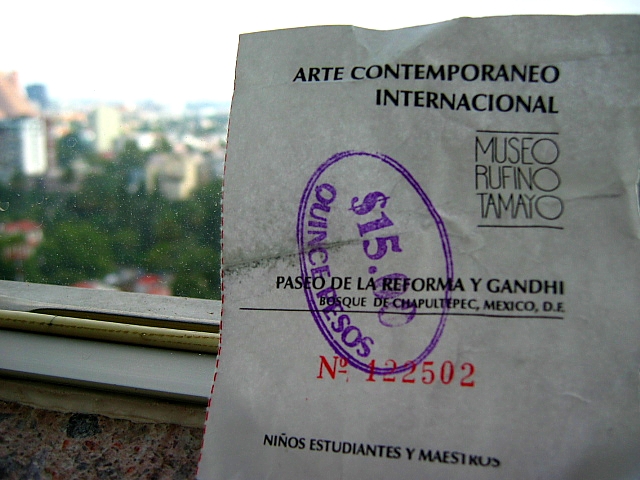 ARTE CONTEMPORANEO
INTERNACIONAL
MUSEO
RUFINO
TAMAYO
$15.00
QUINCE PESOS
PASEO DE LA REFORMA Y GANDHI
BOSQUE DE CHAPULTEPEC, MEXICO, D.F.
Nº 122502
NIÑOS ESTUDIANTES Y MAESTROS